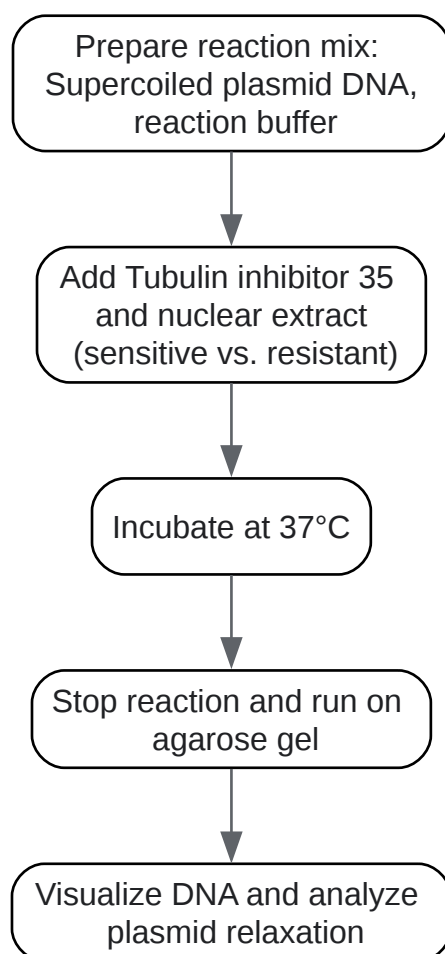 Prepare reaction mix:
Supercoiled plasmid DNA,
reaction buffer
Add Tubulin inhibitor 35
and nuclear extract
(sensitive vs. resistant)
Incubate at 37°C
Stop reaction and run on
agarose gel
Visualize DNA and analyze
plasmid relaxation